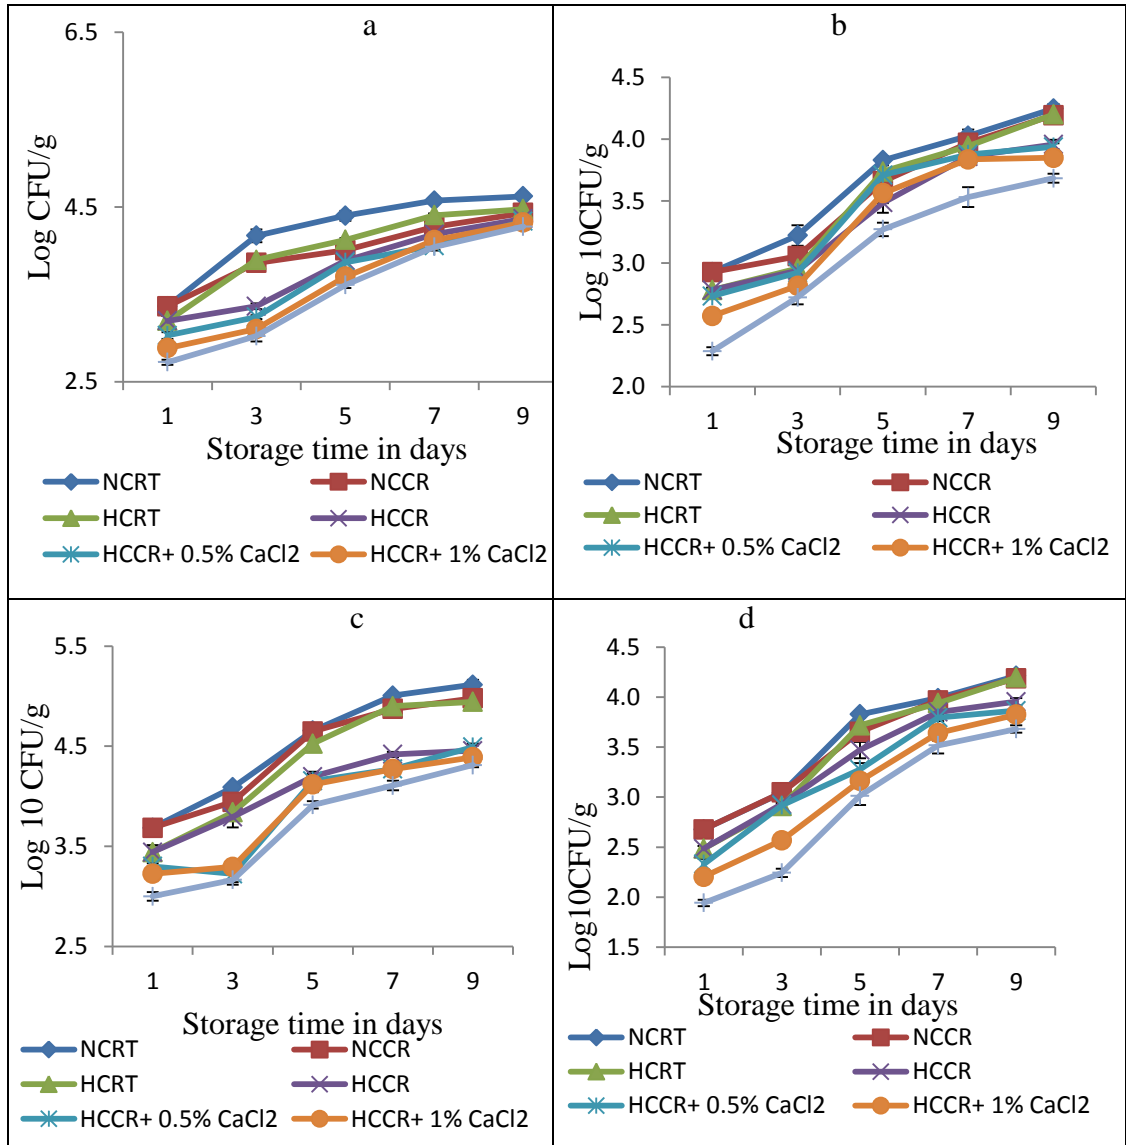 a
6.5
4.5
2.5
Log CFU/g
1 3 5 7 9
Storage time in days
NCRT NCCR
HCRT HCCR
HCCR+ 0.5% CaCl2 HCCR+ 1% CaCl2
b
4.5
4.0
3.5
3.0
2.5
2.0
Log 10CFU/g
1 3 5 7 9
Storage time in days
NCRT NCCR
HCRT HCCR
HCCR+ 0.5% CaCl2 HCCR+ 1% CaCl2
c
5.5
4.5
3.5
2.5
Log 10 CFU/g
1 3 5 7 9
Storage time in days
NCRT NCCR
HCRT HCCR
HCCR+ 0.5% CaCl2 HCCR+ 1% CaCl2
d
4.5
4.0
3.5
3.0
2.5
2.0
1.5
Log10CFU/g
1 3 5 7 9
Storage time in days
NCRT NCCR
HCRT HCCR
HCCR+ 0.5% CaCl2 HCCR+ 1% CaCl2